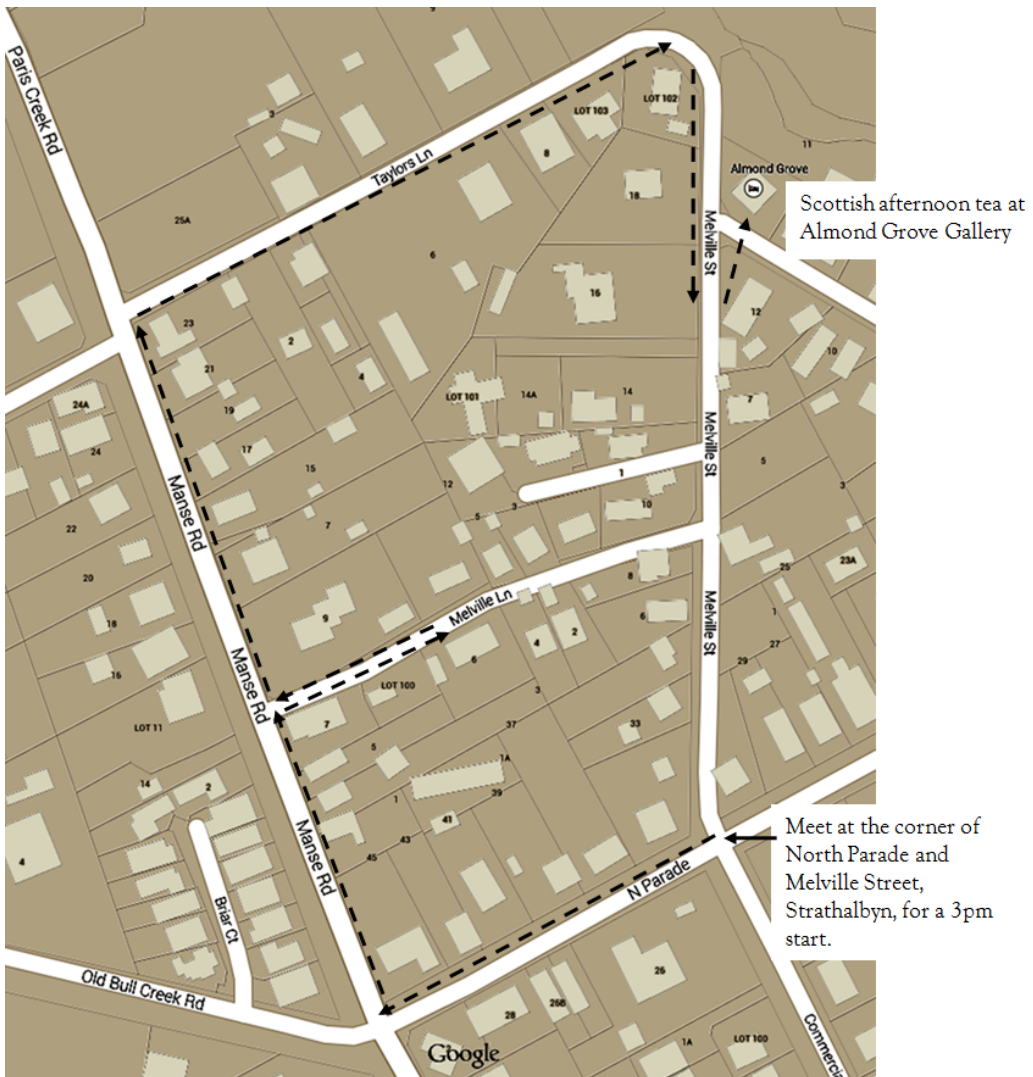 9
Paris Creek Rd
3
LOT 102
LOT 103
8
11
Taylors Ln
Almond Grove
Scottish afternoon tea at
Almond Grove Gallery
18
25A
Melville St
6
16
12
23
2
21
10
4
24A
19
LOT 101
14A
14
7
24
17
Melville St
15
1
5
Manse Rd
12
3
3
22
7
5
10
20
23A
8
25
Melville Ln
18
9
2
6
1
Melville St
4
27
16
6
29
Manse Rd
LOT 100
3
LOT 11
7
37
33
5
1A
14
2
39
1
Meet at the corner of
North Parade and
Melville Street,
Strathalbyn, for a 3pm
start.
41
43
4
Manse Rd
45
N Parade
Briar Ct
26
Old Bull Creek Rd
25B
28
Commercia
Google
1A
LOT 100